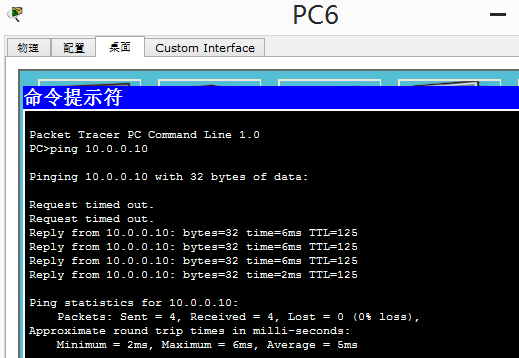 PC6
物理 配置 桌面 Custom Interface
命令提示符
Packet Tracer PC Command Line 1.0
PC>ping 10.0.0.10
Pinging 10.0.0.10 with 32 bytes of data:
Request timed out.
Request timed out.
Reply from 10.0.0.10: bytes=32 time=6ms TTL=125
Reply from 10.0.0.10: bytes=32 time=6ms TTL=125
Reply from 10.0.0.10: bytes=32 time=6ms TTL=125
Reply from 10.0.0.10: bytes=32 time=2ms TTL=125
Ping statistics for 10.0.0.10:
Packets: Sent = 4, Received = 4, Lost = 0 (0% loss),
Approximate round trip times in milli-seconds:
Minimum = 2ms, Maximum = 6ms, Average = 5ms